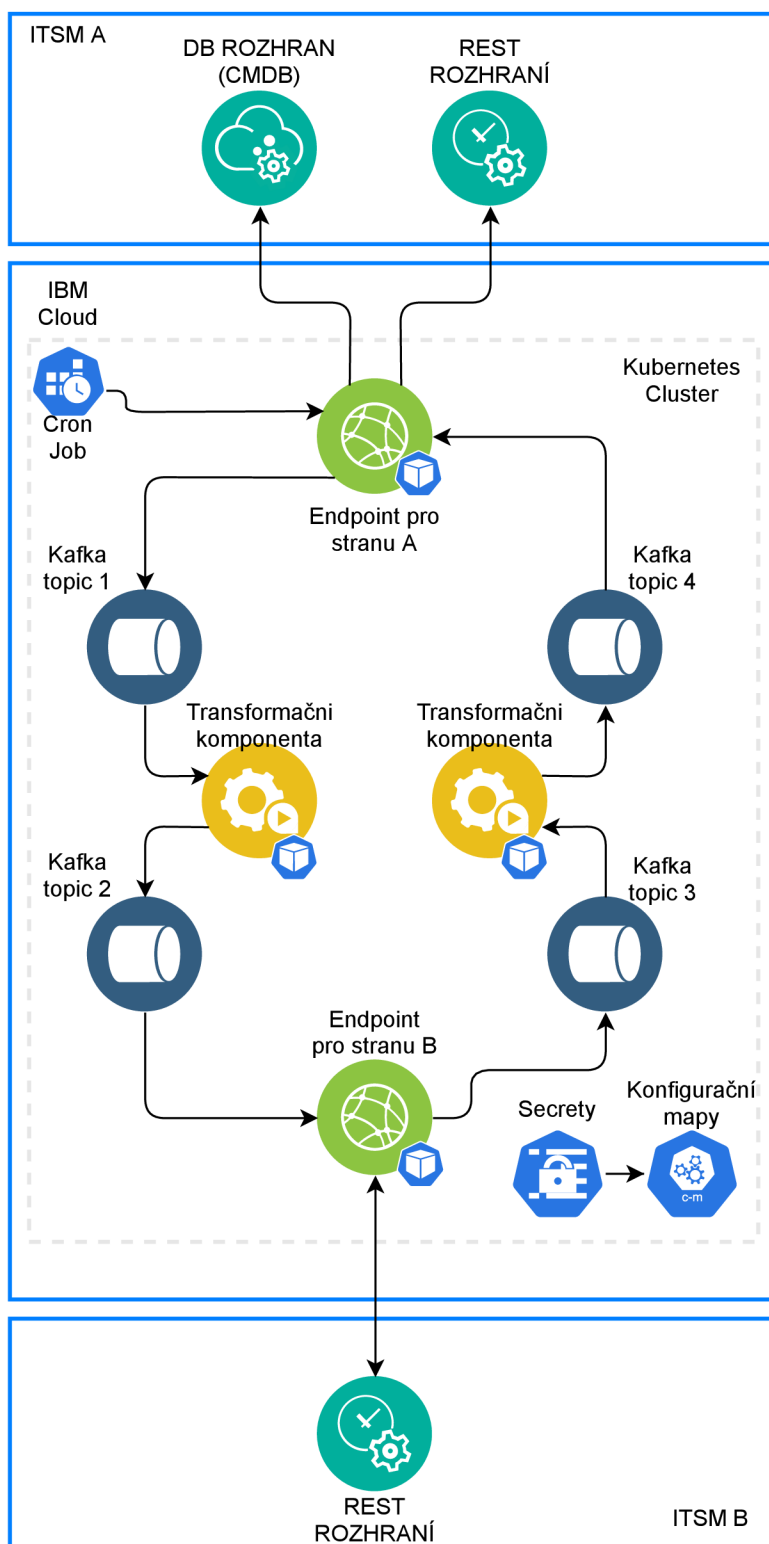 ITSM A
DB ROZHRAN
(CMDB)
REST
ROZHRANÍ
IBM
Cloud
Kubernetes
Cluster
Cron
Job
Endpoint pro
stranu A
Kafka
topic 1
Kafka
topic 4
Transformačni
komponenta
Transformačni
komponenta
Kafka
topic 2
Kafka
topic 3
Endpoint
pro stranu B
Secrety
Konfigurační
mapy
c-m
REST
ROZHRANÍ
ITSM B